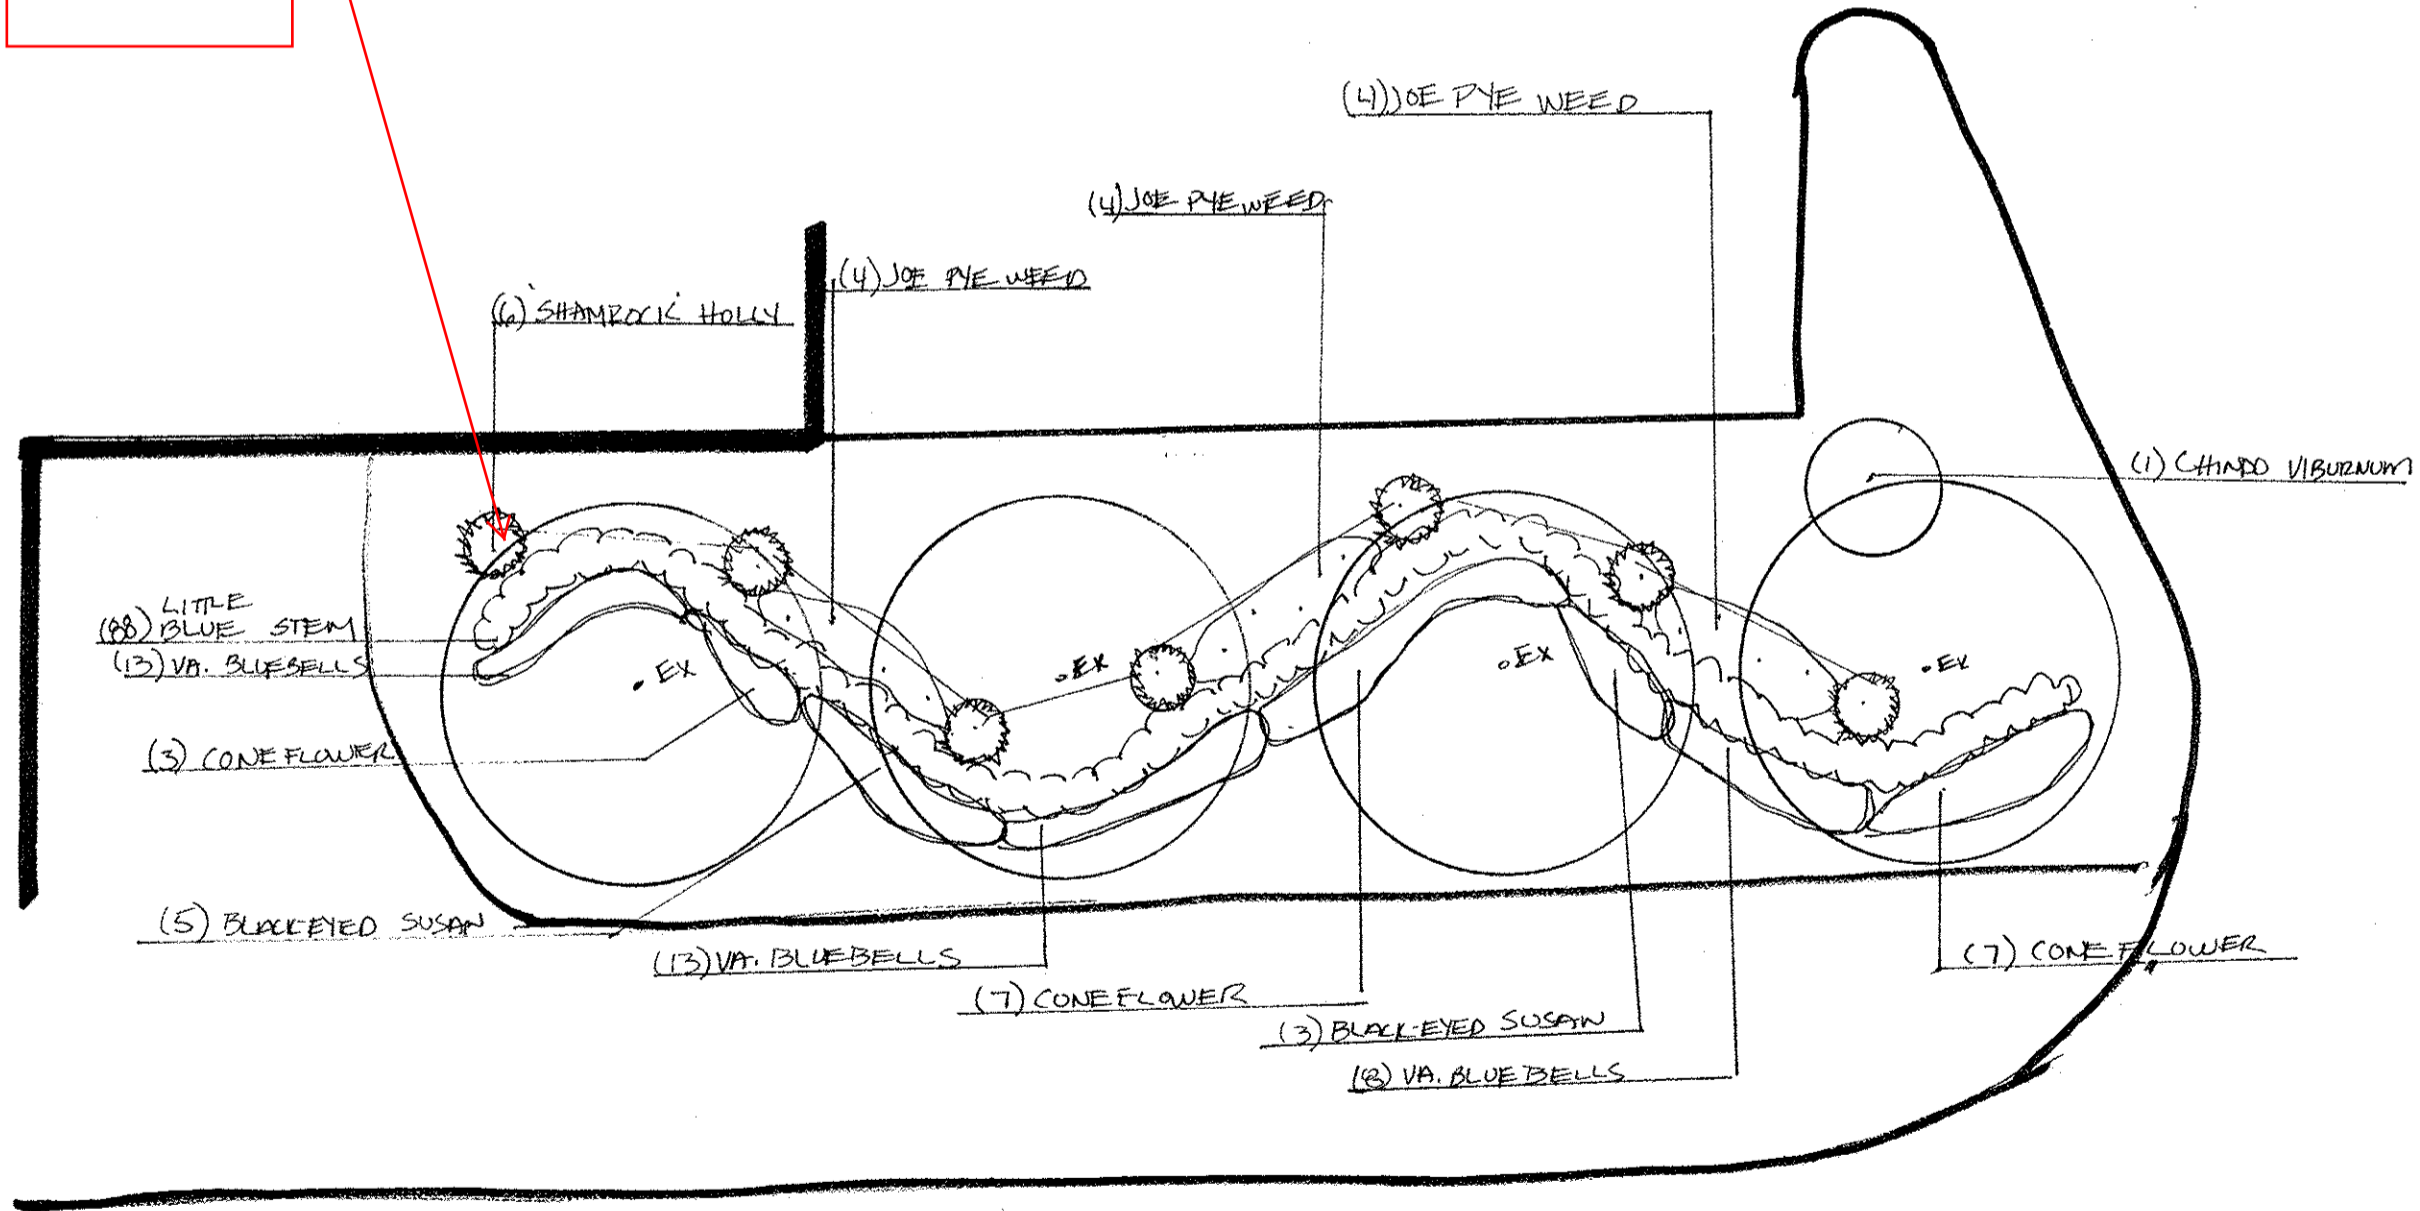 (4) JOE PYE WEED
(4) JOE PYE WEED
(4) JOE PYE WEED
(6) 'SHAMROCK' HOLLY
(1) CHINDO VIBURNUM
LITTLE
(88) BLUE STEM
(13) VA. BLUEBELLS
. EX
. EX
. EX
. EX
(3) CONEFLOWER
(5) BLACKEYED SUSAN
(13) VA. BLUEBELLS
(7) CONEFLOWER
(7) CONEFLOWER
(3) BLACK-EYED SUSAN
(8) VA. BLUEBELLS